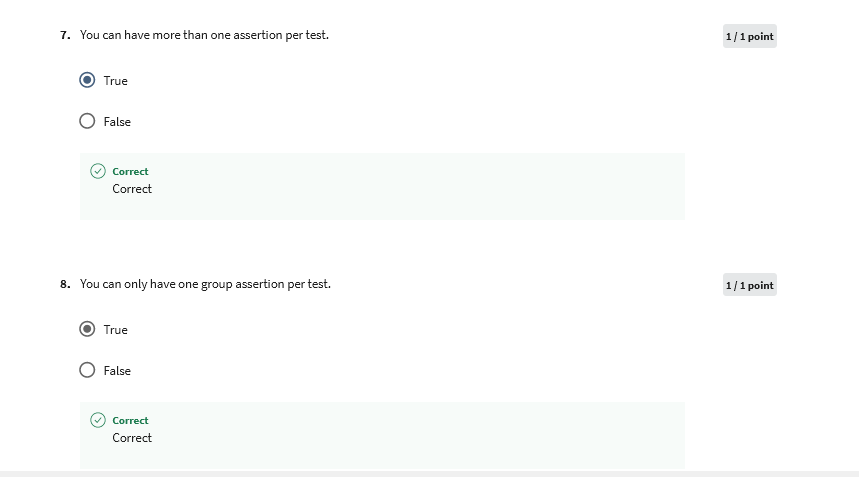 7. You can have more than one assertion per test.
1 / 1 point
True
False
Correct
Correct
8. You can only have one group assertion per test.
1 / 1 point
True
False
Correct
Correct